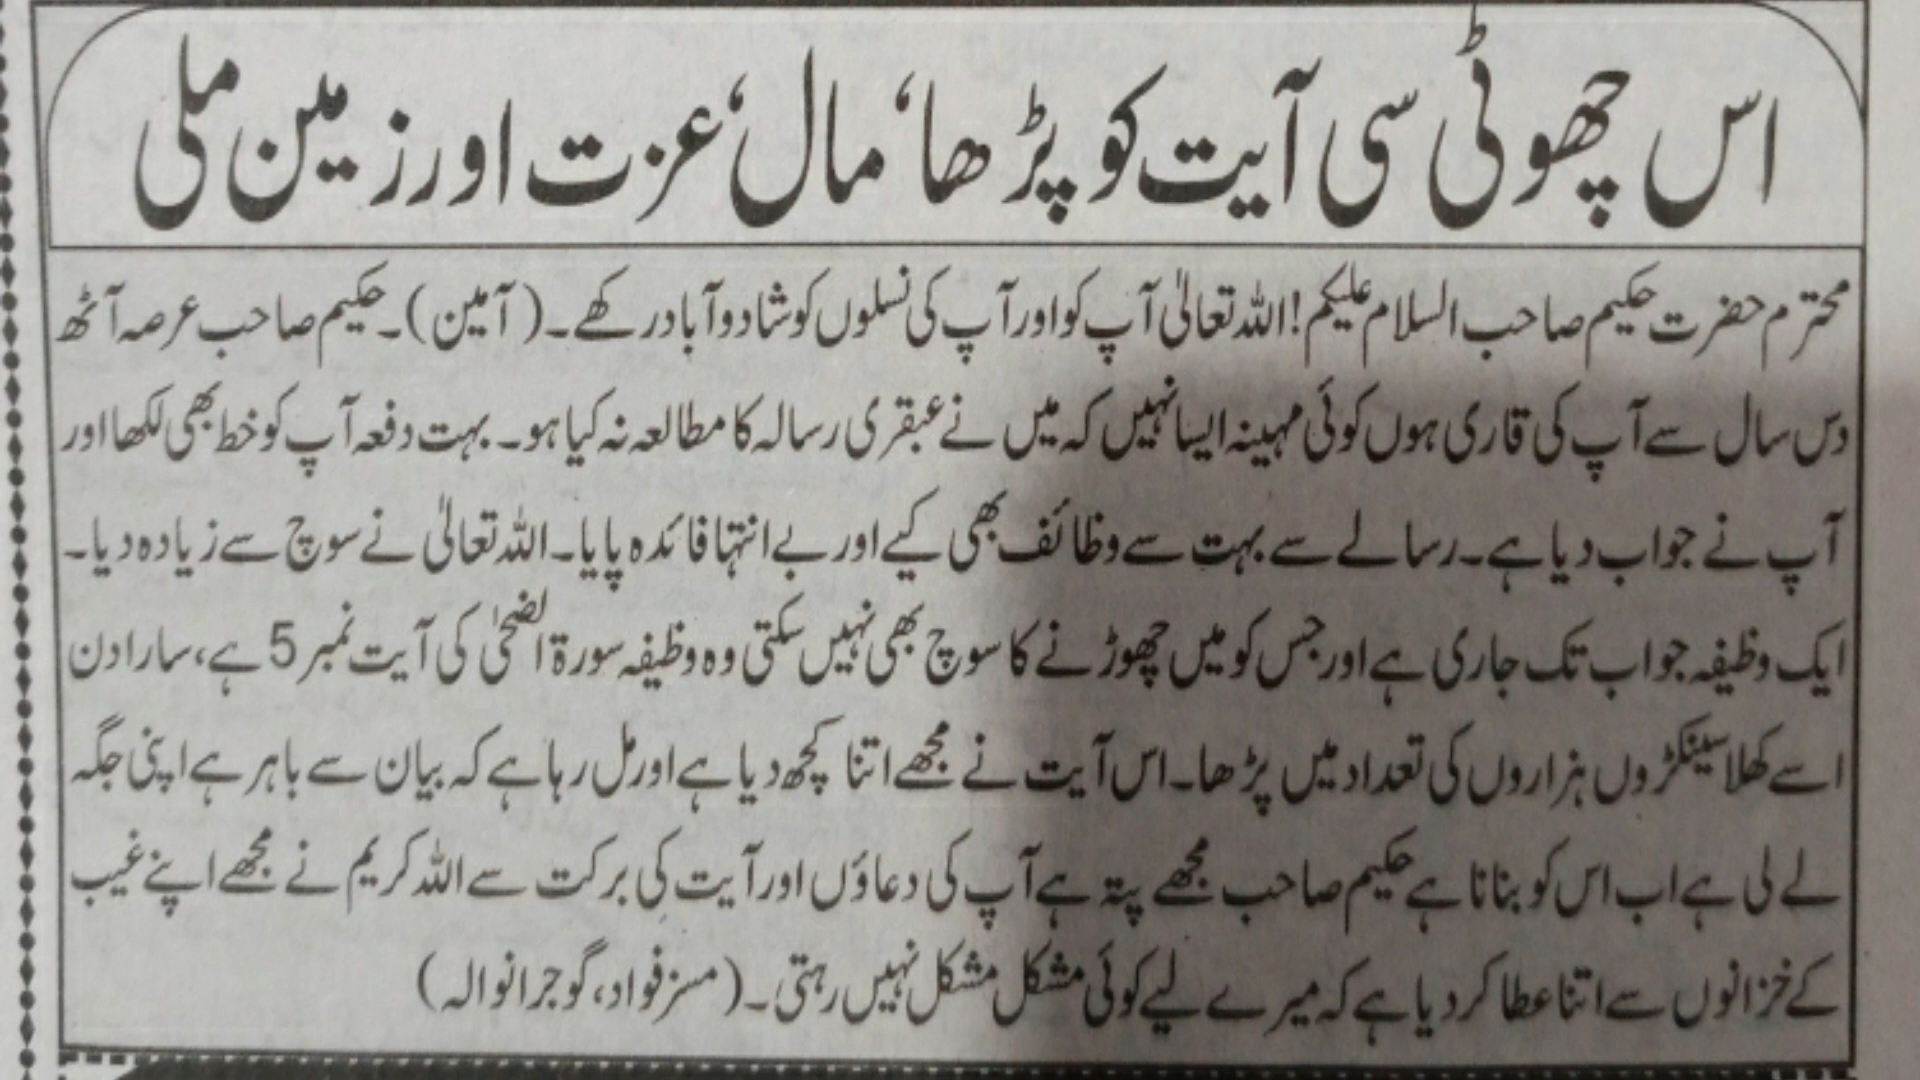 اس چھوٹی سی آیت کو پڑھا‘ مال‘ عزت اور زمین ملی
محترم حضرت حکیم صاحب السلام علیکم! اللہ تعالیٰ آپ کو اور آپ کی نسلوں کو شاد و آباد رکھے۔ (آمین)۔ حکیم صاحب عرصہ آٹھ
دس سال سے آپ کی قاری ہوں کوئی مہینہ ایسا نہیں کہ میں نے عبقری رسالہ کا مطالعہ نہ کیا ہو۔ بہت دفعہ آپ کو خط بھی لکھا اور
آپ نے جواب دیا ہے۔ رسالے سے بہت سے وظائف بھی کیے اور بے انتہا فائدہ پایا۔ اللہ تعالیٰ نے سوچ سے زیادہ دیا۔
ایک وظیفہ جو اب تک جاری ہے اور جس کو میں چھوڑنے کا سوچ بھی نہیں سکتی وہ وظیفہ سورۃ الضحیٰ کی آیت نمبر 5 ہے، سارا دن
اسے کھلا سینکڑوں ہزاروں کی تعداد میں پڑھا۔ اس آیت نے مجھے اتنا کچھ دیا ہے اور مل رہا ہے کہ بیان سے باہر ہے اپنی جگہ
لے لی ہے اب اس کو بنانا ہے حکیم صاحب مجھے پتہ ہے آپ کی دعاؤں اور آیت کی برکت سے اللہ کریم نے مجھے اپنے غیب
کے خزانوں سے اتنا عطا کر دیا ہے کہ میرے لیے کوئی مشکل مشکل نہیں رہتی۔ (مسز فواد، گوجرانوالہ)